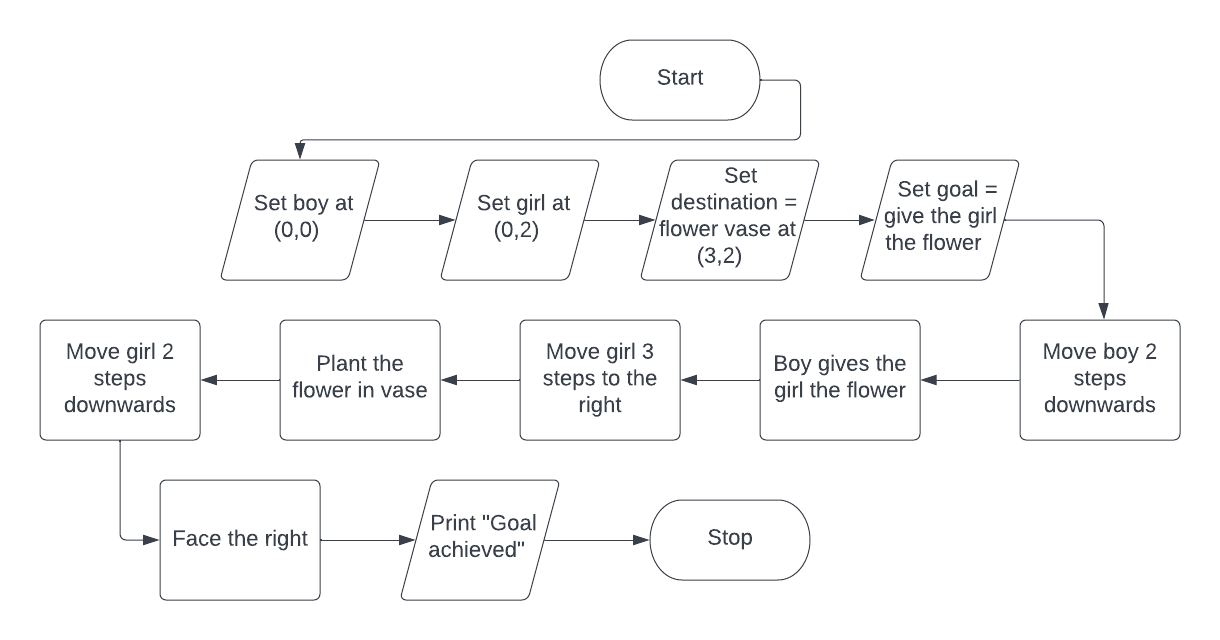 Start
Set boy at
(0,0)
Set girl at
(0,2)
Set
destination =
flower vase at
(3,2)
Set goal =
give the girl
the flower
Move boy 2
steps
downwards
Boy gives the
girl the flower
Move girl 3
steps to the
right
Plant the
flower in vase
Move girl 2
steps
downwards
Face the right
Print "Goal
achieved"
Stop